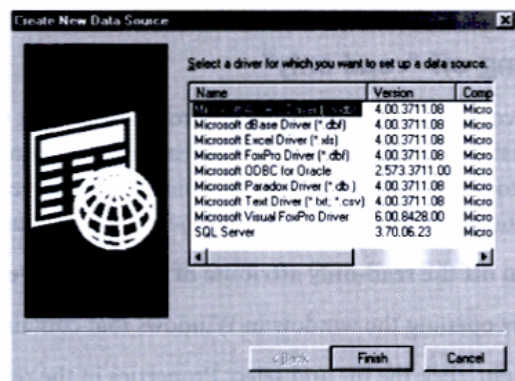 Create New Data Source
Select a driver for which you want to set up a data source.
Name Version Comp
Microsoft Access Driver (*.mdb) 4.00.3711.08 Micro
Microsoft dBase Driver (*.dbf) 4.00.3711.08 Micro
Microsoft Excel Driver (*.xls) 4.00.3711.08 Micro
Microsoft FoxPro Driver (*.dbf) 4.00.3711.08 Micro
Microsoft ODBC for Oracle 2.573.3711.00 Micro
Microsoft Paradox Driver (*.db ) 4.00.3711.08 Micro
Microsoft Text Driver (*.txt; *.csv) 4.00.3711.08 Micro
Microsoft Visual FoxPro Driver 6.00.8428.00 Micro
SQL Server 3.70.06.23 Micro
< Back Finish Cancel